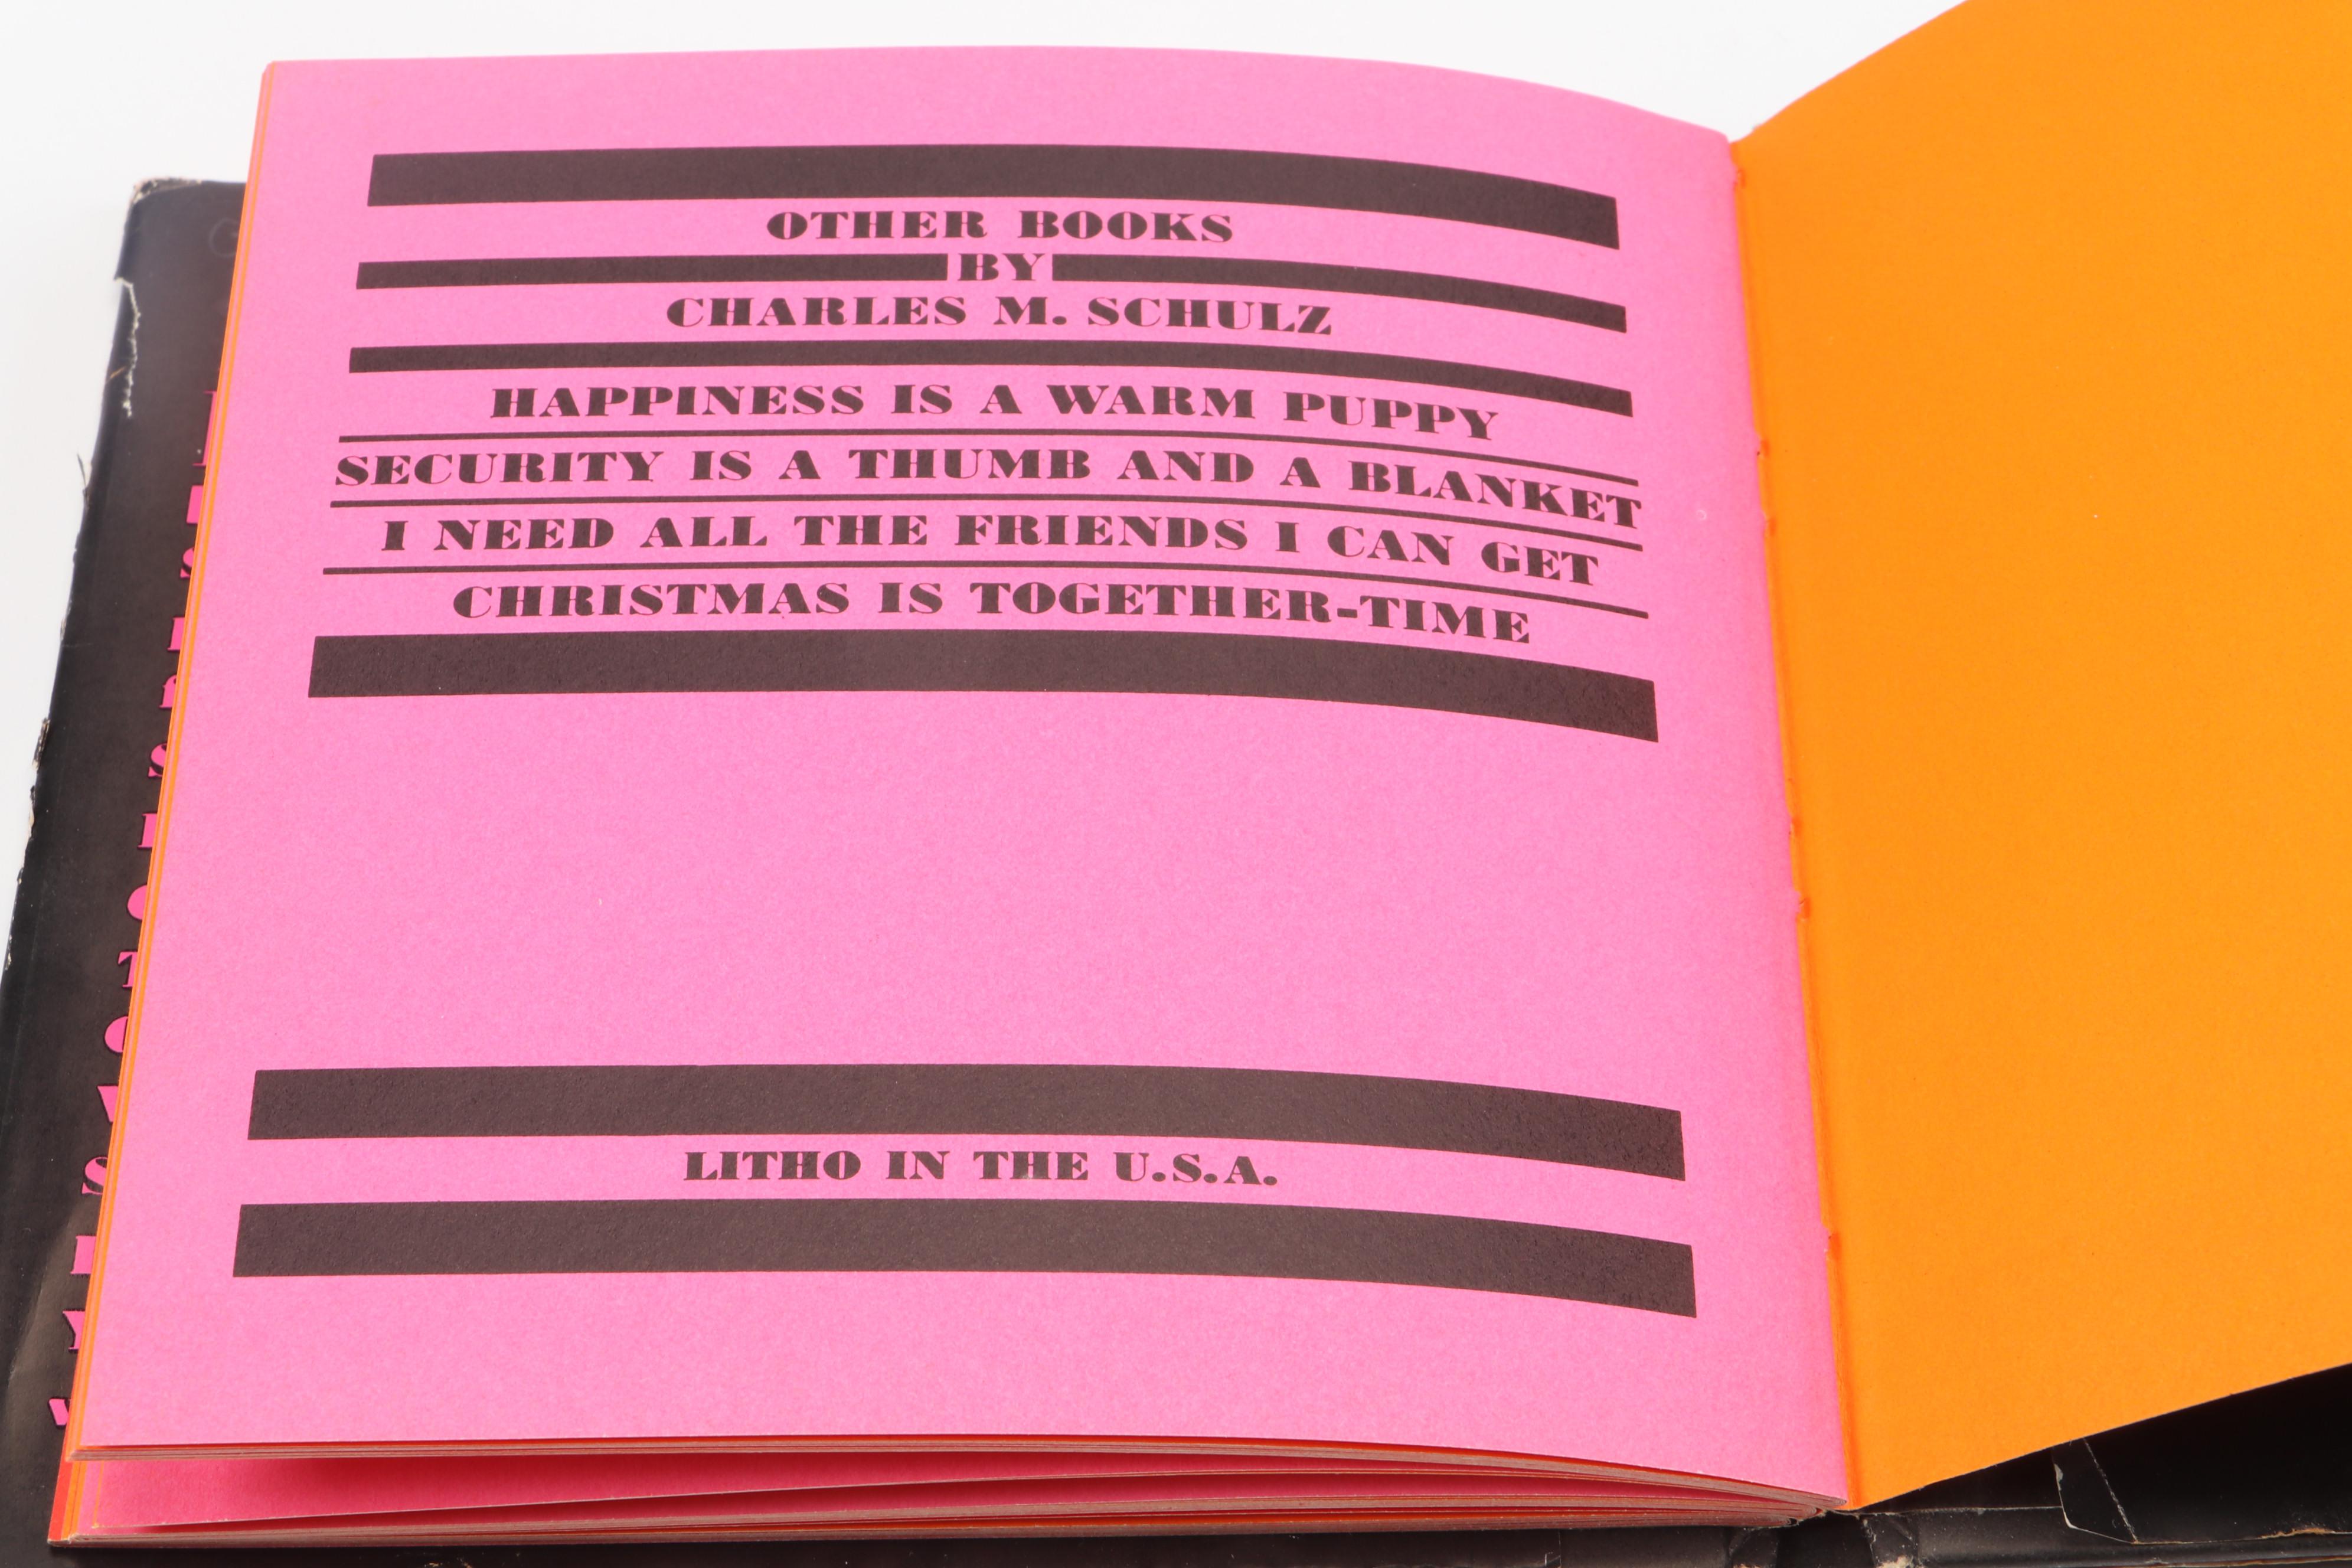 OTHER BOOKS
BY
CHARLES M. SCHULZ
HAPPINESS IS A WARM PUPPY
SECURITY IS A THUMB AND A BLANKET
I NEED ALL THE FRIENDS I CAN GET
CHRISTMAS IS TOGETHER-TIME
LITHO IN THE U.S.A.